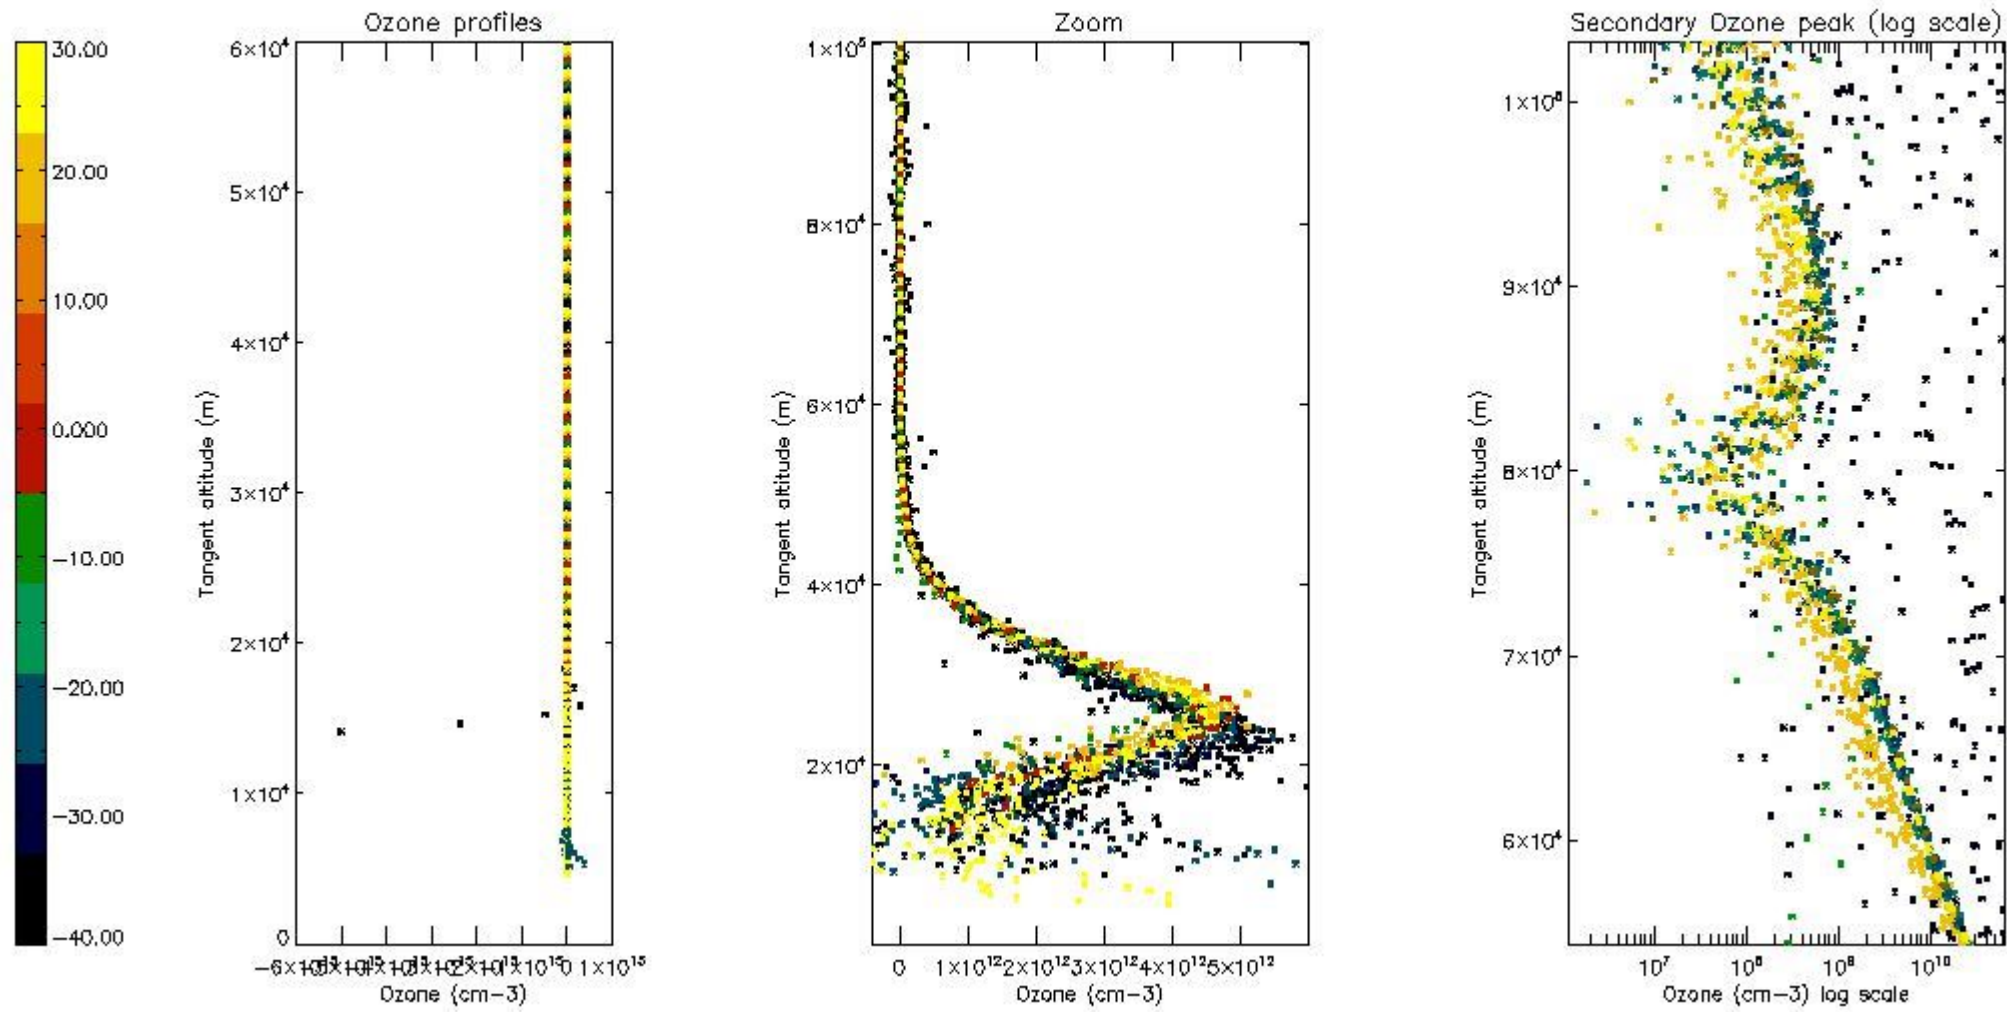 Ozone profiles
Zoom
Secondary Ozone peak (log scale)
30.00
20.00
10.00
0.000
-10.00
-20.00
-30.00
-40.00
6×10⁴
5×10⁴
4×10⁴
3×10⁴
2×10⁴
1×10⁴
0
Tangent altitude (m)
0 1×10¹⁵
Ozone (cm-3)
1×10⁵
8×10⁴
6×10⁴
4×10⁴
2×10⁴
Tangent altitude (m)
0 1×10¹² 2×10¹² 3×10¹² 4×10¹² 5×10¹²
Ozone (cm-3)
9×10⁴
8×10⁴
7×10⁴
6×10⁴
Tangent altitude (m)
10⁷ 10⁸ 10⁹ 10¹⁰
Ozone (cm-3) log scale